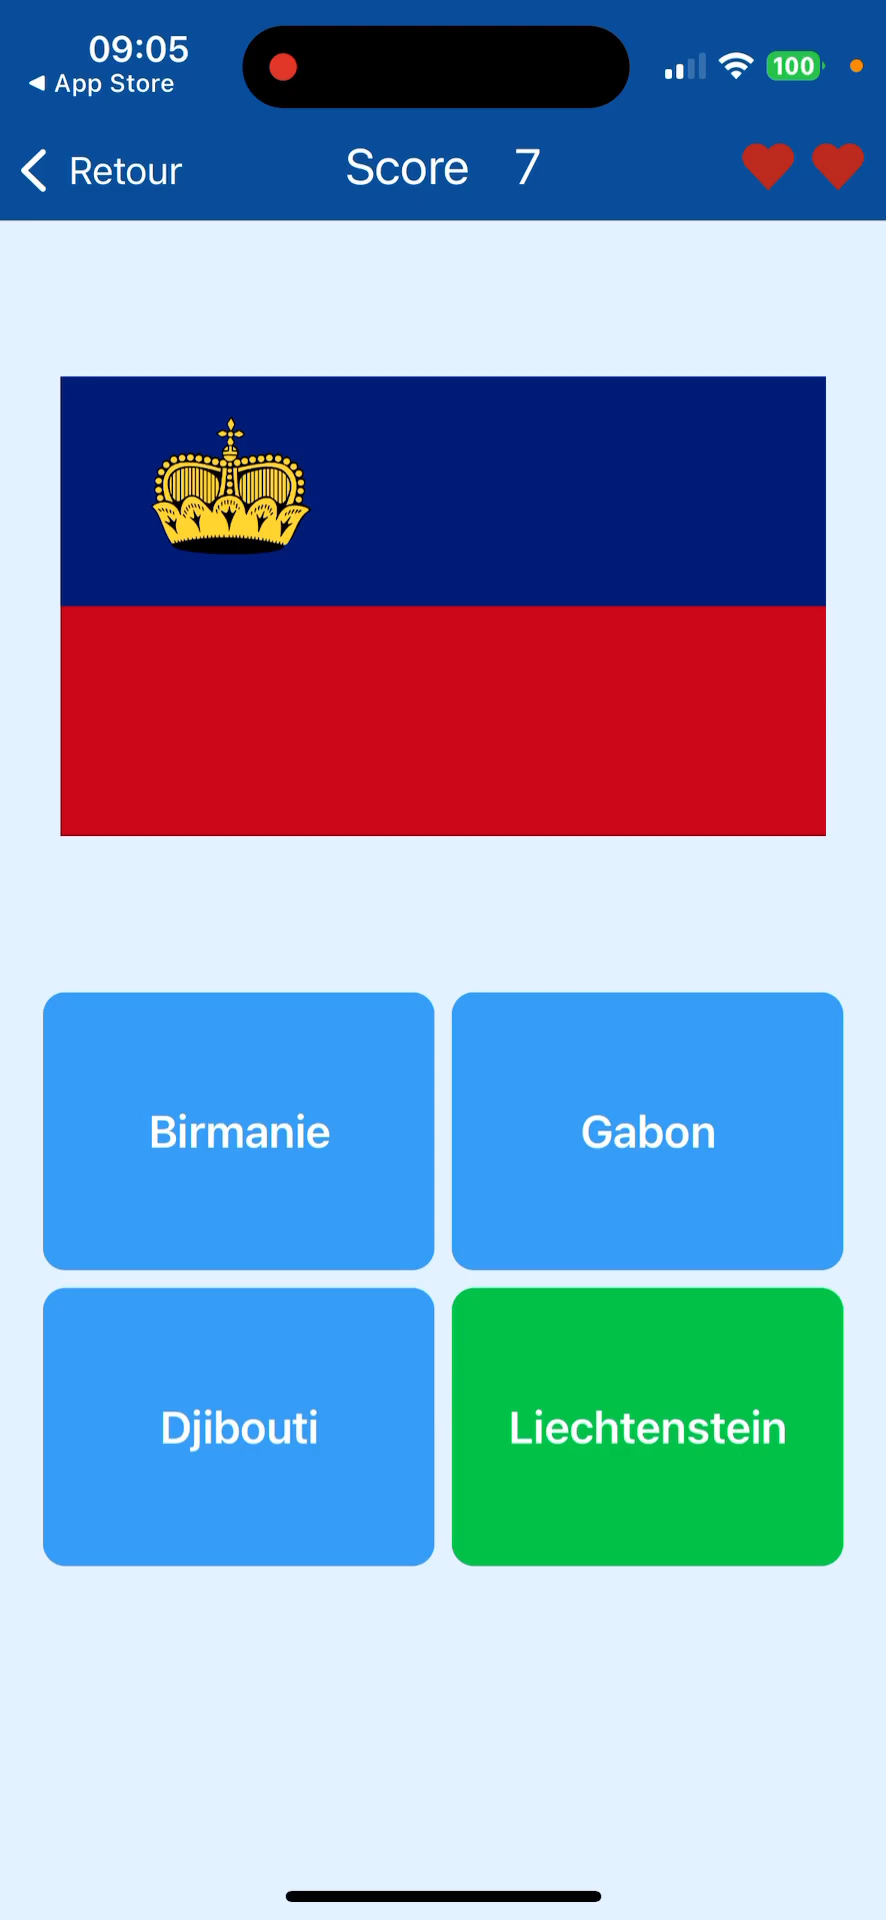 09:05
100
◀ App Store
Retour
Score 7
Birmanie
Gabon
Djibouti
Liechtenstein